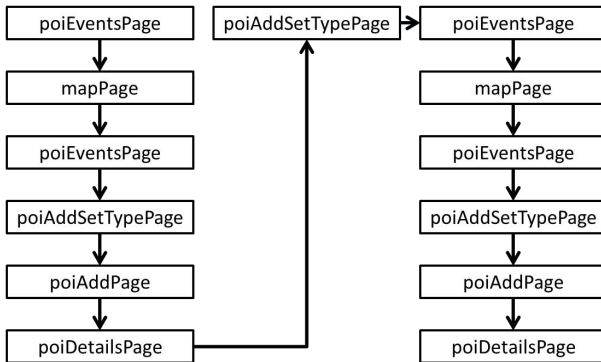 poiEventsPage
mapPage
poiEventsPage
poiAddSetTypePage
poiAddPage
poiDetailsPage
poiAddSetTypePage
poiEventsPage
mapPage
poiEventsPage
poiAddSetTypePage
poiAddPage
poiDetailsPage